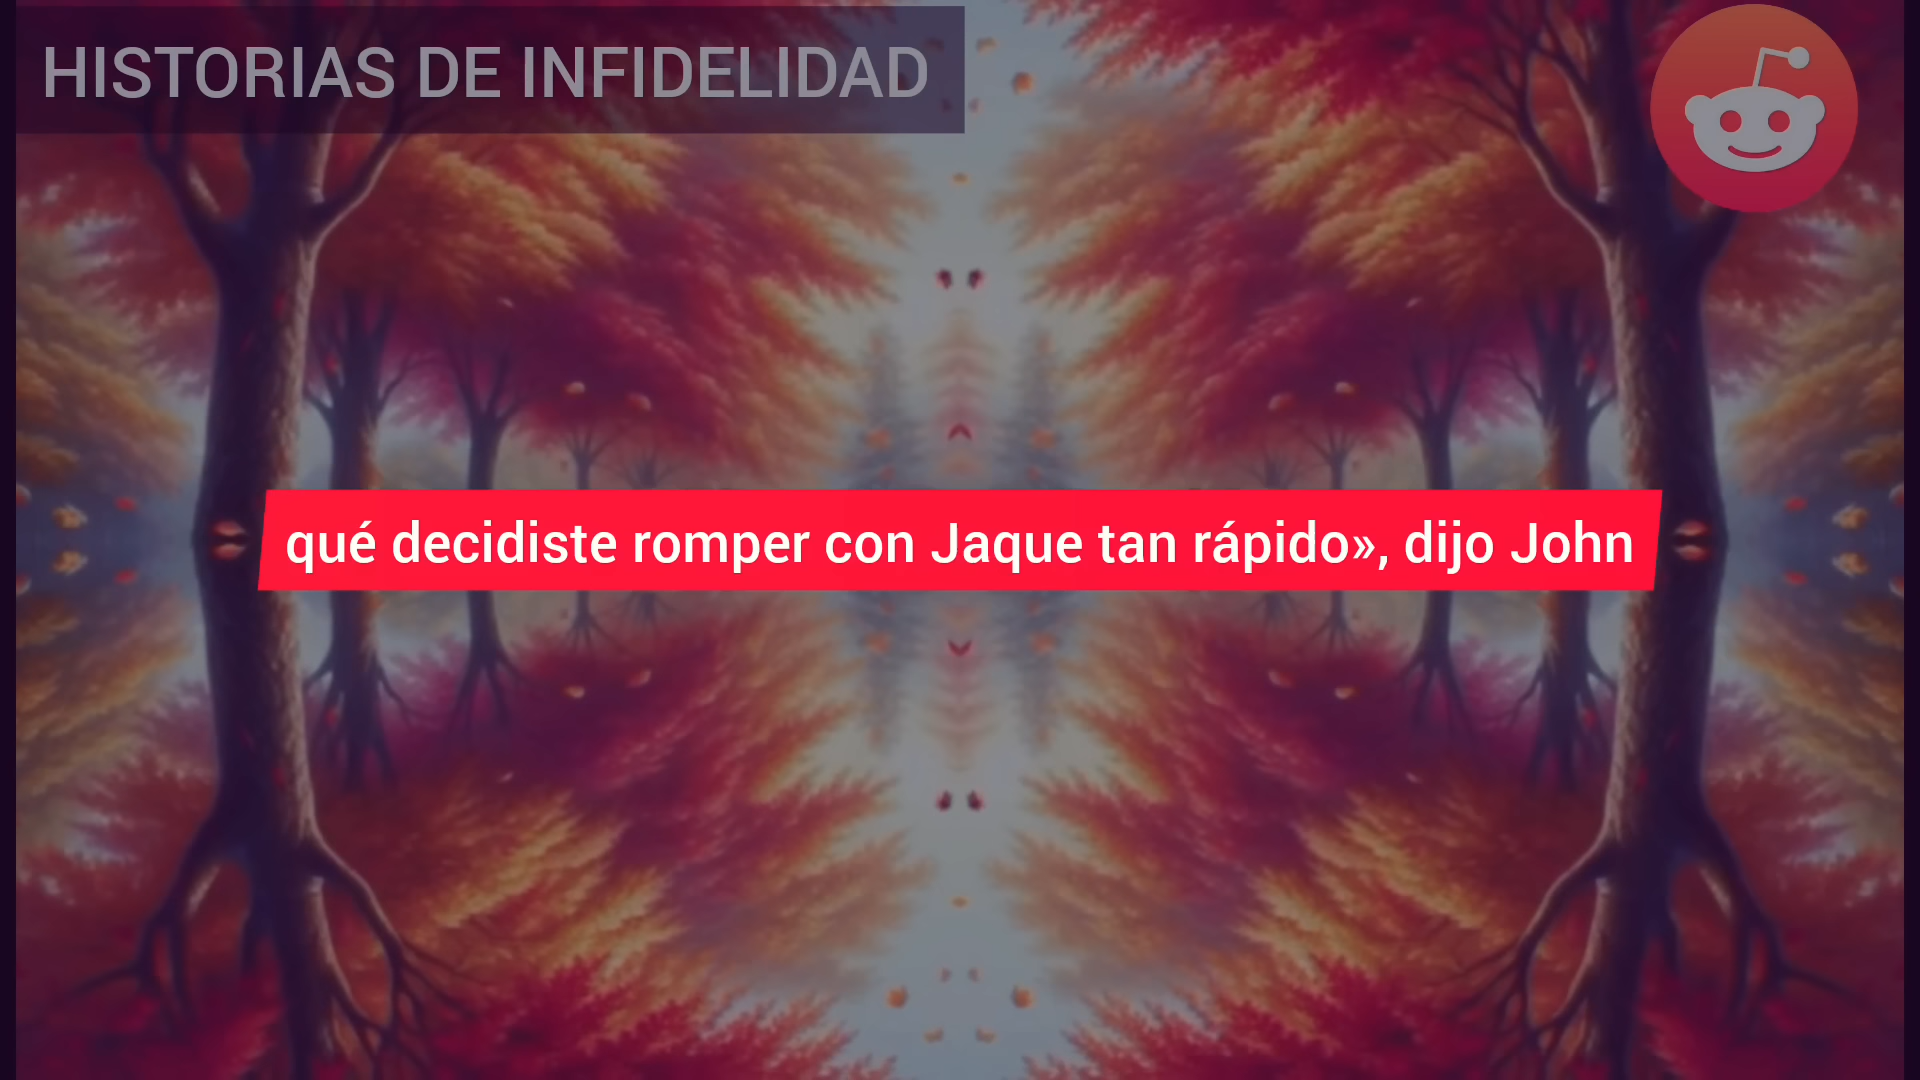 HISTORIAS DE INFIDELIDAD
qué decidiste romper con Jaque tan rápido», dijo John